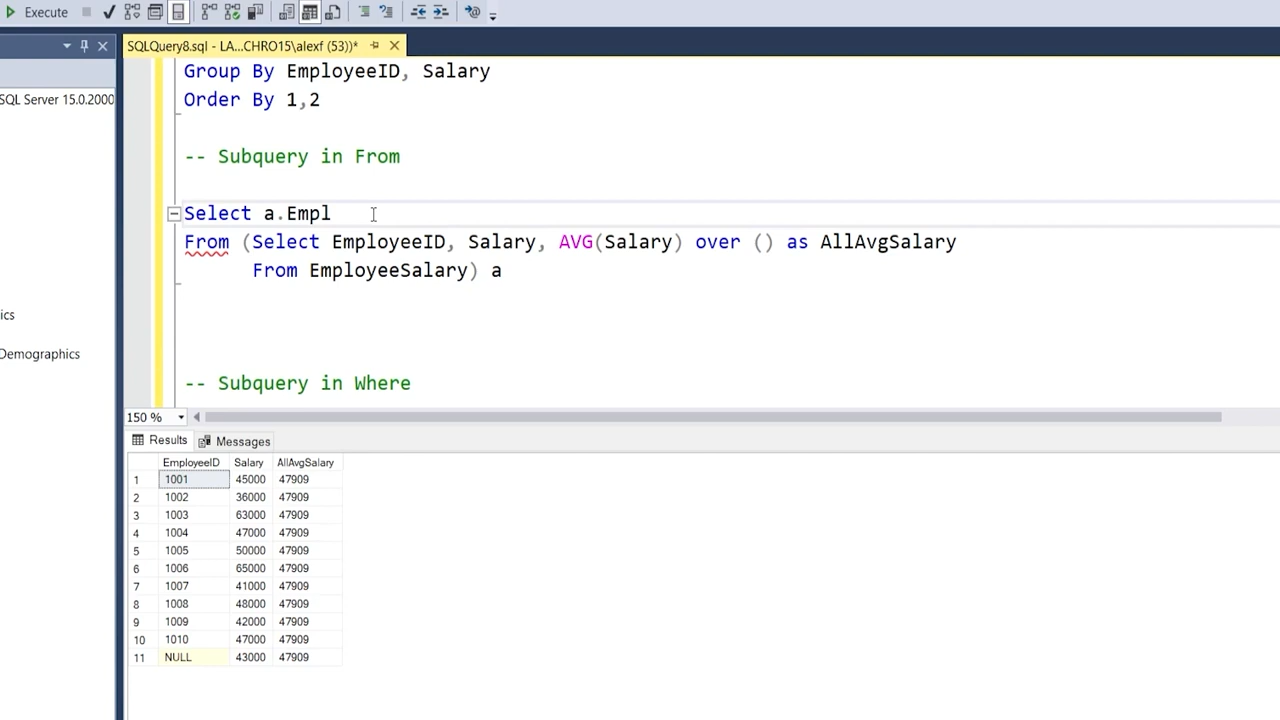 Execute
SQLQuery8.sql - LA...CHRO15\alexf (53))*
SQL Server 15.0.2000
ics
Demographics
Group By EmployeeID, Salary
Order By 1,2
-- Subquery in From
Select a.Empl
From (Select EmployeeID, Salary, AVG(Salary) over () as AllAvgSalary
From EmployeeSalary) a
-- Subquery in Where
150 %
Results Messages
EmployeeID Salary AllAvgSalary
1 1001 45000 47909
2 1002 36000 47909
3 1003 63000 47909
4 1004 47000 47909
5 1005 50000 47909
6 1006 65000 47909
7 1007 41000 47909
8 1008 48000 47909
9 1009 42000 47909
10 1010 47000 47909
11 NULL 43000 47909